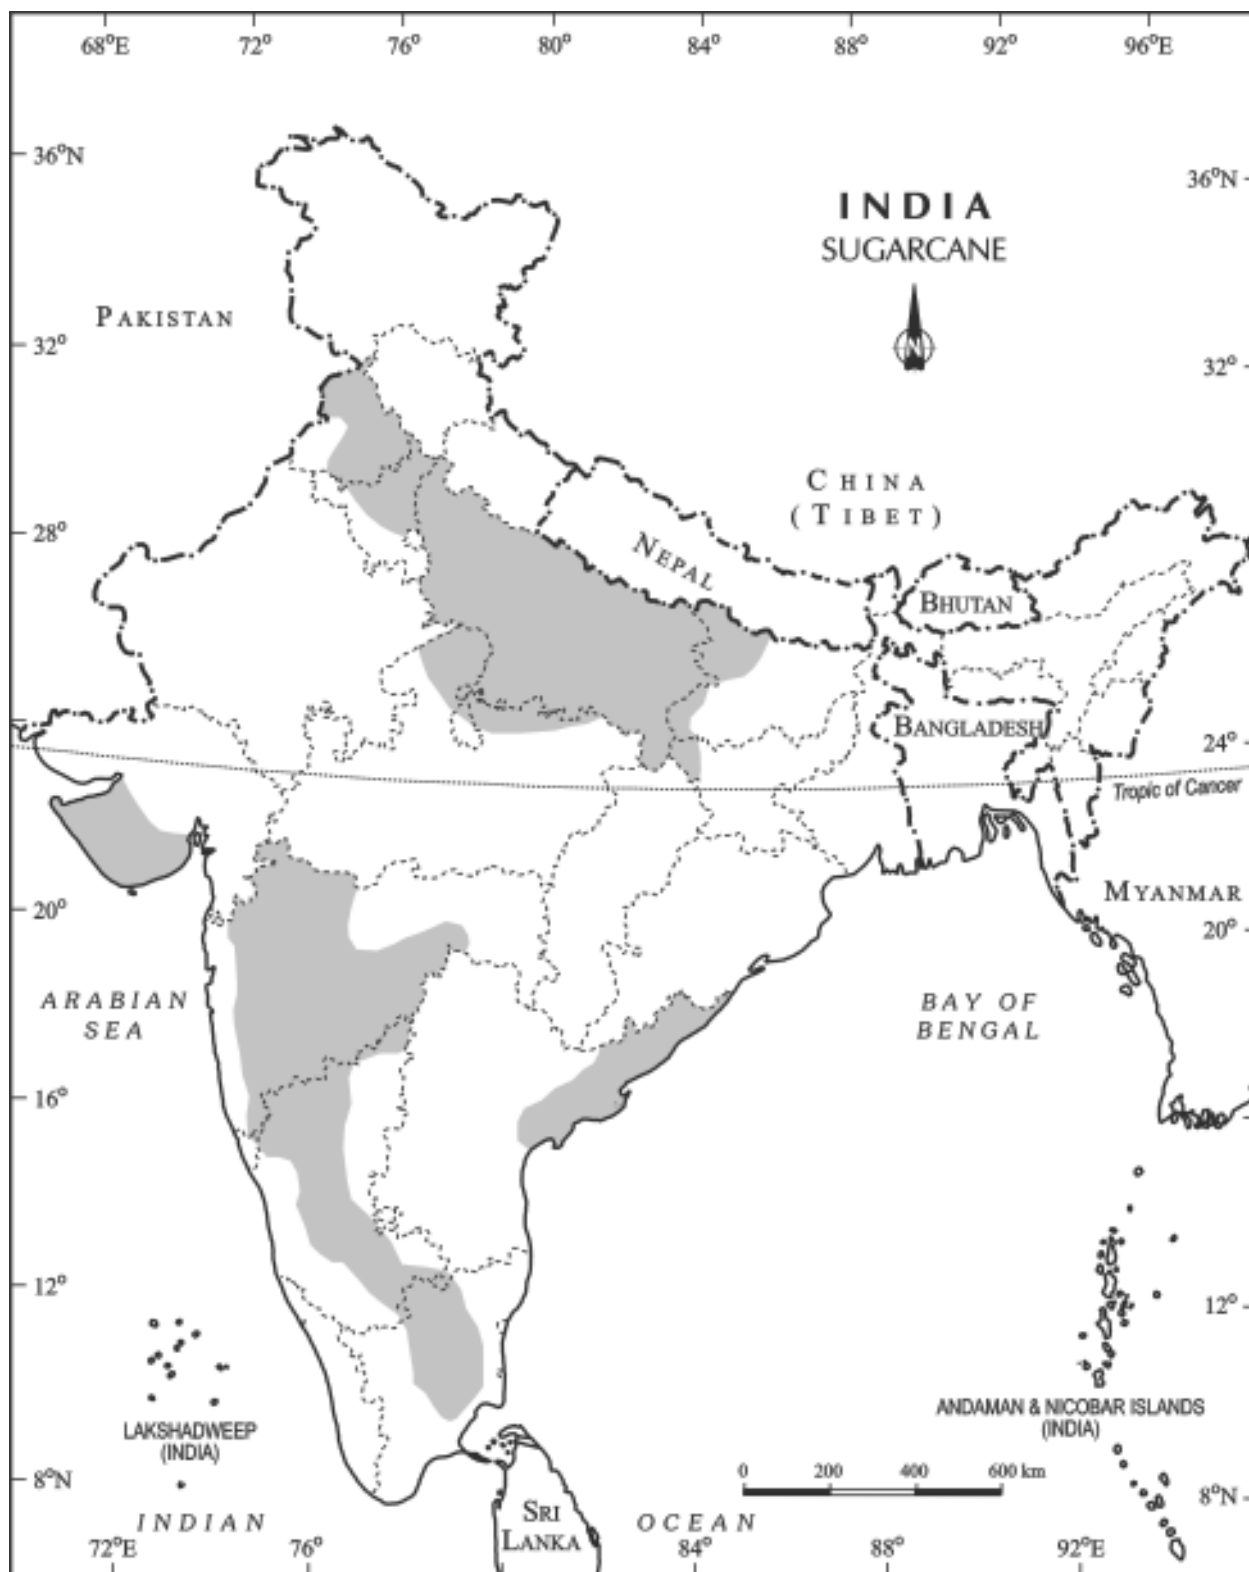 68°E 72° 76° 80° 84° 88° 92° 96°E
36°N
36°N
INDIA
SUGARCANE
N
PAKISTAN
32°
32°
CHINA
(TIBET)
28°
NEPAL
BHUTAN
BANGLADESH
24°
Tropic of Cancer
MYANMAR
20°
20°
ARABIAN
SEA
BAY OF
BENGAL
16°
12°
12°
LAKSHADWEEP
(INDIA)
ANDAMAN & NICOBAR ISLANDS
(INDIA)
8°N
0 200 400 600 km
8°N
SRI
LANKA
INDIAN OCEAN
72°E 76° 84° 88° 92°E